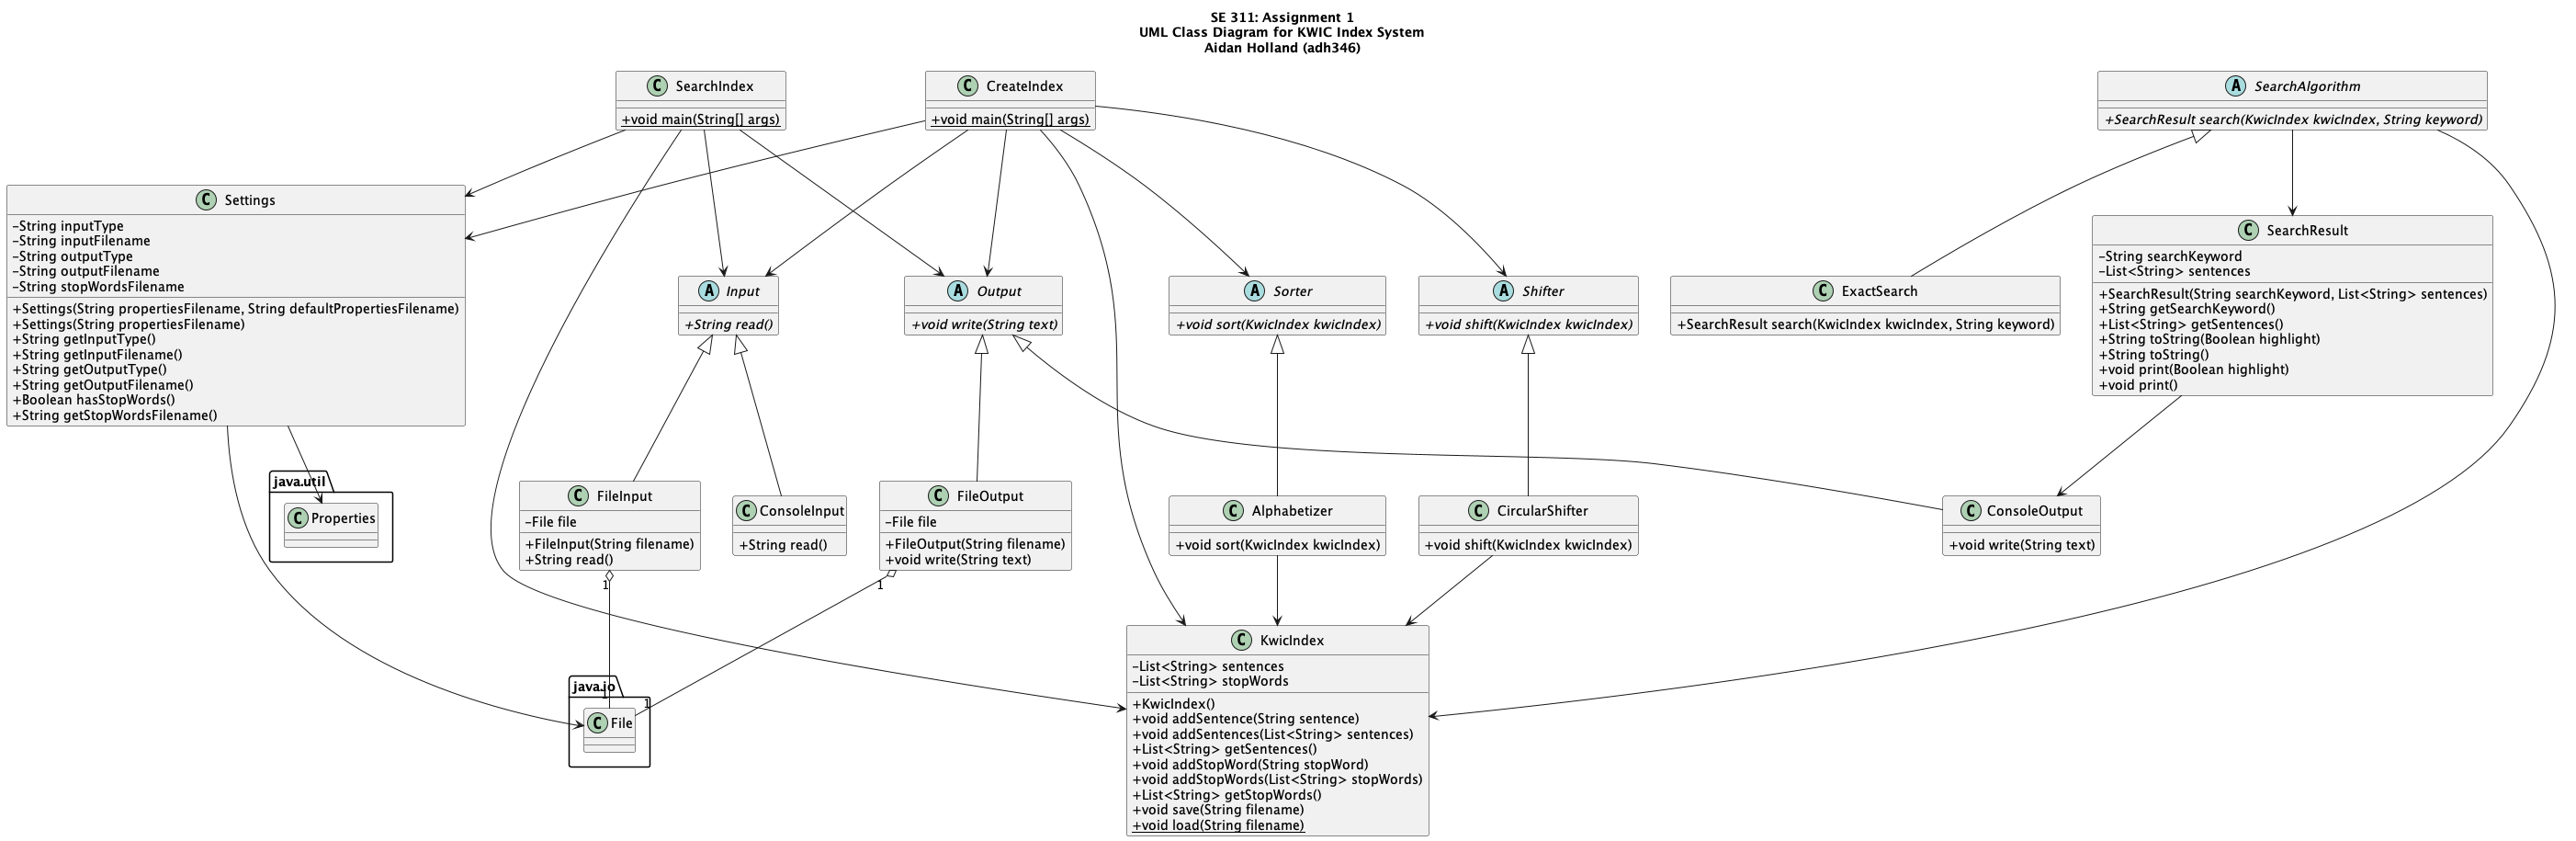 SE 311: Assignment 1
UML Class Diagram for KWIC Index System
Aidan Holland (adh346)
C SearchIndex
+void main(String[] args)
C CreateIndex
+void main(String[] args)
A SearchAlgorithm
+SearchResult search(KwicIndex kwicIndex, String keyword)
C Settings
-String inputType
-String inputFilename
-String outputType
-String outputFilename
-String stopWordsFilename
+Settings(String propertiesFilename, String defaultPropertiesFilename)
+Settings(String propertiesFilename)
+String getInputType()
+String getInputFilename()
+String getOutputType()
+String getOutputFilename()
+Boolean hasStopWords()
+String getStopWordsFilename()
A Input
+String read()
A Output
+void write(String text)
A Sorter
+void sort(KwicIndex kwicIndex)
A Shifter
+void shift(KwicIndex kwicIndex)
C ExactSearch
+SearchResult search(KwicIndex kwicIndex, String keyword)
C SearchResult
-String searchKeyword
-List<String> sentences
+SearchResult(String searchKeyword, List<String> sentences)
+String getSearchKeyword()
+List<String> getSentences()
+String toString(Boolean highlight)
+String toString()
+void print(Boolean highlight)
+void print()
java.util
C Properties
C FileInput
-File file
+FileInput(String filename)
+String read()
C ConsoleInput
+String read()
C FileOutput
-File file
+FileOutput(String filename)
+void write(String text)
C Alphabetizer
+void sort(KwicIndex kwicIndex)
C CircularShifter
+void shift(KwicIndex kwicIndex)
C ConsoleOutput
+void write(String text)
1
1
java.io
1
1
C File
C KwicIndex
-List<String> sentences
-List<String> stopWords
+KwicIndex()
+void addSentence(String sentence)
+void addSentences(List<String> sentences)
+List<String> getSentences()
+void addStopWord(String stopWord)
+void addStopWords(List<String> stopWords)
+List<String> getStopWords()
+void save(String filename)
+void load(String filename)